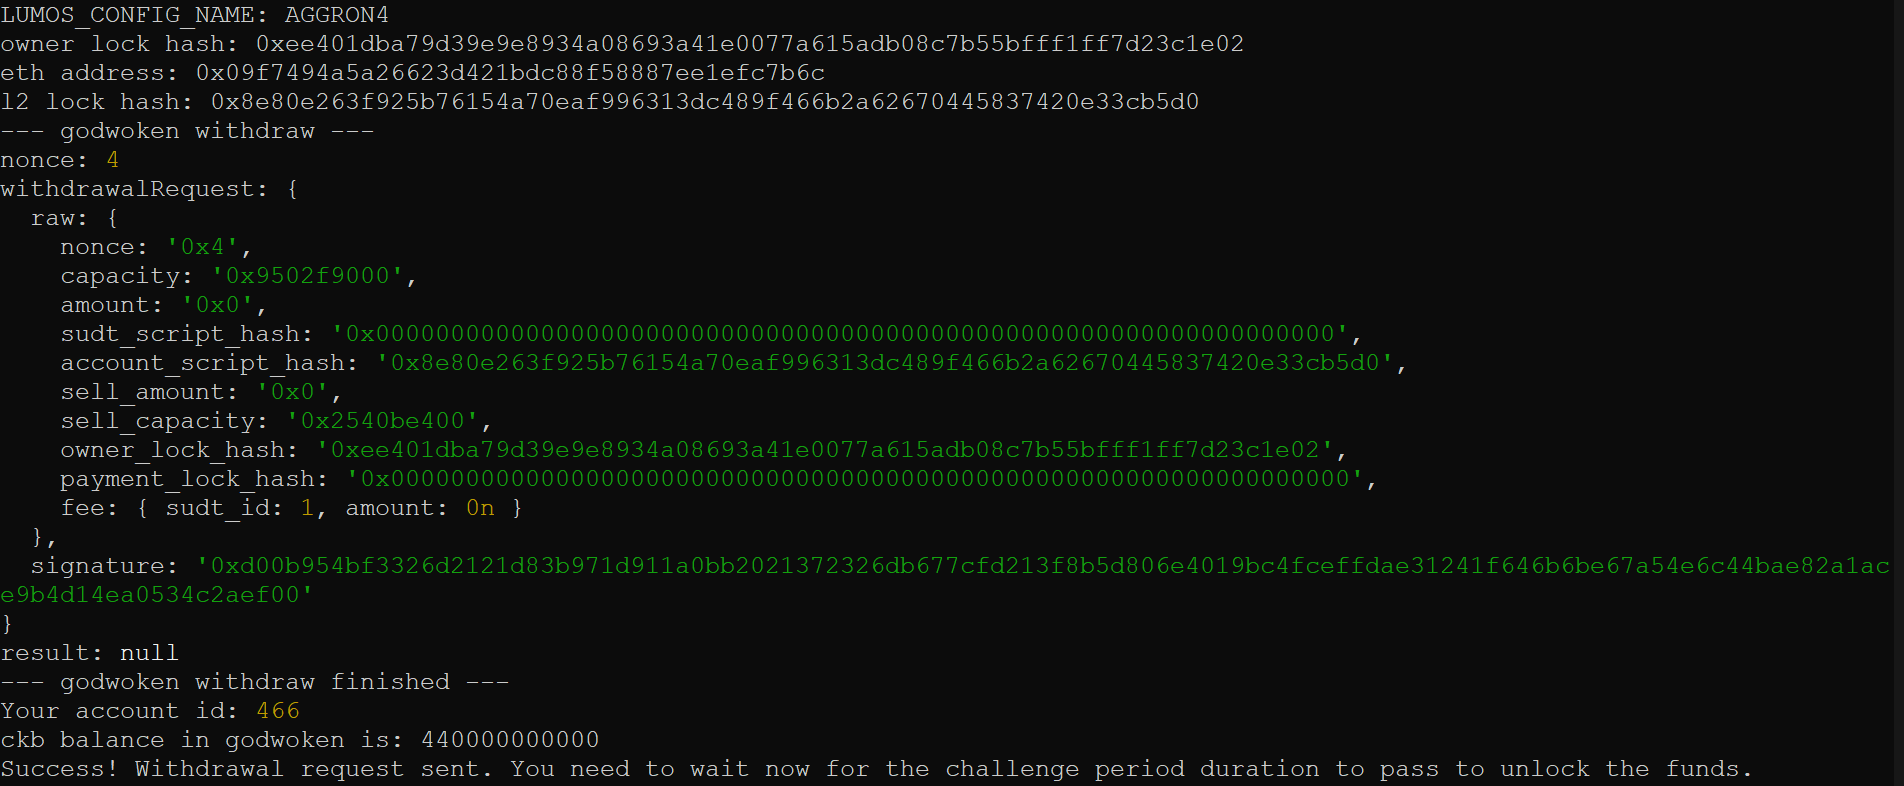 LUMOS_CONFIG_NAME: AGGRON4
owner lock hash: 0xee401dba79d39e9e8934a08693a41e0077a615adb08c7b55bfff1ff7d23c1e02
eth address: 0x09f7494a5a26623d421bdc88f58887ee1efc7b6c
l2 lock hash: 0x8e80e263f925b76154a70eaf996313dc489f466b2a62670445837420e33cb5d0
--- godwoken withdraw ---
nonce: 4
withdrawalRequest: {
  raw: {
    nonce: '0x4',
    capacity: '0x9502f9000',
    amount: '0x0',
    sudt_script_hash: '0x0000000000000000000000000000000000000000000000000000000000000000',
    account_script_hash: '0x8e80e263f925b76154a70eaf996313dc489f466b2a62670445837420e33cb5d0',
    sell_amount: '0x0',
    sell_capacity: '0x2540be400',
    owner_lock_hash: '0xee401dba79d39e9e8934a08693a41e0077a615adb08c7b55bfff1ff7d23c1e02',
    payment_lock_hash: '0x0000000000000000000000000000000000000000000000000000000000000000',
    fee: { sudt_id: 1, amount: 0n }
  },
  signature: '0xd00b954bf3326d2121d83b971d911a0bb2021372326db677cfd213f8b5d806e4019bc4fceffdae31241f646b6be67a54e6c44bae82a1ac
e9b4d14ea0534c2aef00'
}
result: null
--- godwoken withdraw finished ---
Your account id: 466
ckb balance in godwoken is: 440000000000
Success! Withdrawal request sent. You need to wait now for the challenge period duration to pass to unlock the funds.